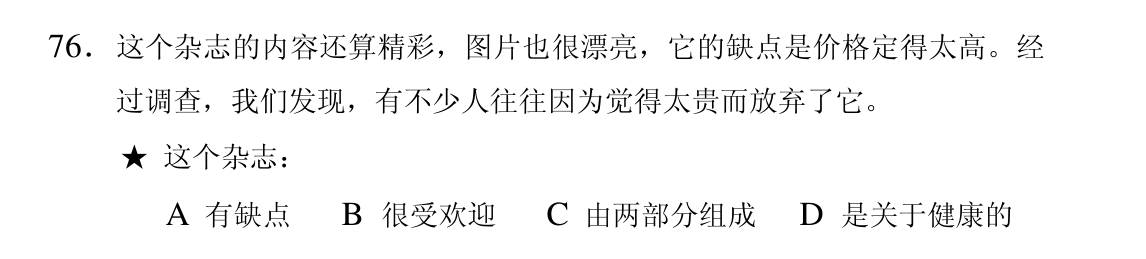 76．这个杂志的内容还算精彩，图片也很漂亮，它的缺点是价格定得太高。经
过调查，我们发现，有不少人往往因为觉得太贵而放弃了它。
★ 这个杂志：
A 有缺点 B 很受欢迎 C 由两部分组成 D 是关于健康的